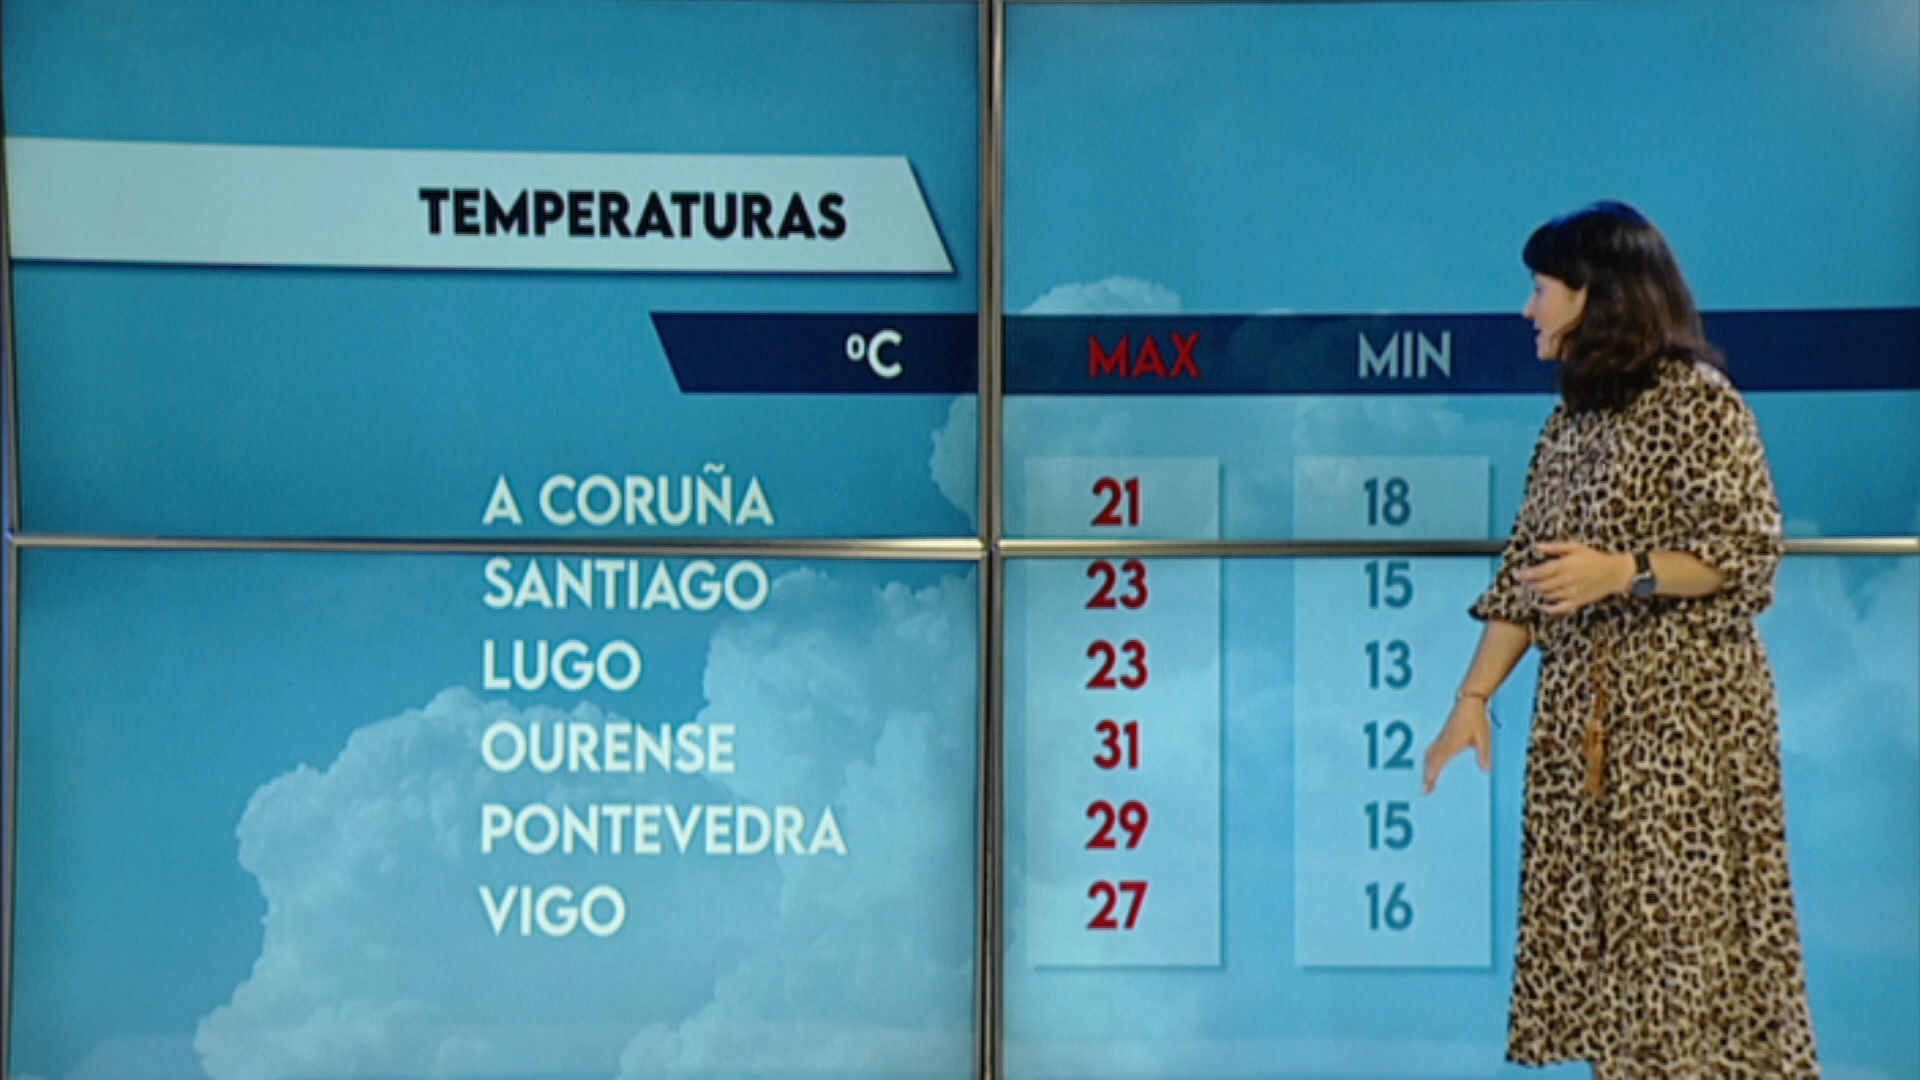 TEMPERATURAS
ºC MAX MIN
A CORUÑA 21 18
SANTIAGO 23 15
LUGO 23 13
OURENSE 31 12
PONTEVEDRA 29 15
VIGO 27 16